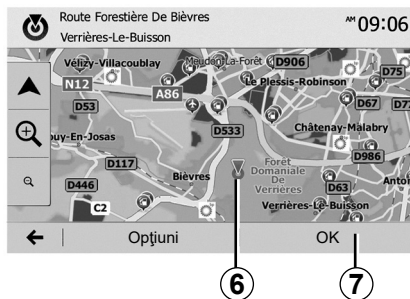 Route Forestière De Bièvres
Verrières-Le-Buisson
AM 09:06
Vélizy-Villacoublay
Meudon-La-Forêt
D906
Le Plessis-Robinson
D75
N12
A86
D53
D67
D77
D533
Châtenay-Malabry
uy-En-Josas
D986
D117
Forêt
Domaniale
De
Verrières
Bièvres
D446
D63
Anto
C2
Verrières-Le-Buisson
Opţiuni
OK
6
7